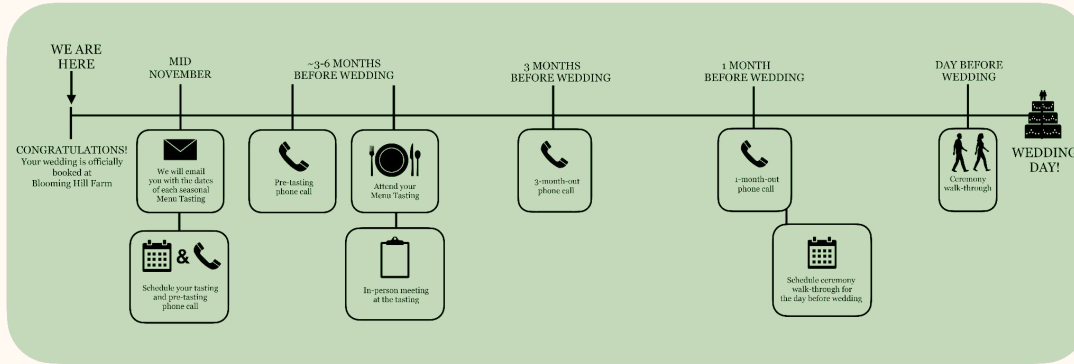 WE ARE
HERE
MID
NOVEMBER
~3-6 MONTHS
BEFORE WEDDING
3 MONTHS
BEFORE WEDDING
1 MONTH
BEFORE WEDDING
DAY BEFORE
WEDDING
CONGRATULATIONS!
Your wedding is officially
booked at
Blooming Hill Farm
We will email
you with the dates
of each seasonal
Menu Tasting
Pre-tasting
phone call
Attend your
Menu Tasting
3-month-out
phone call
1-month-out
phone call
Ceremony
walk-through
WEDDING
DAY!
&
Schedule your tasting
and pre-tasting
phone call
In-person meeting
at the tasting
Schedule ceremony
walk-through for
the day before wedding